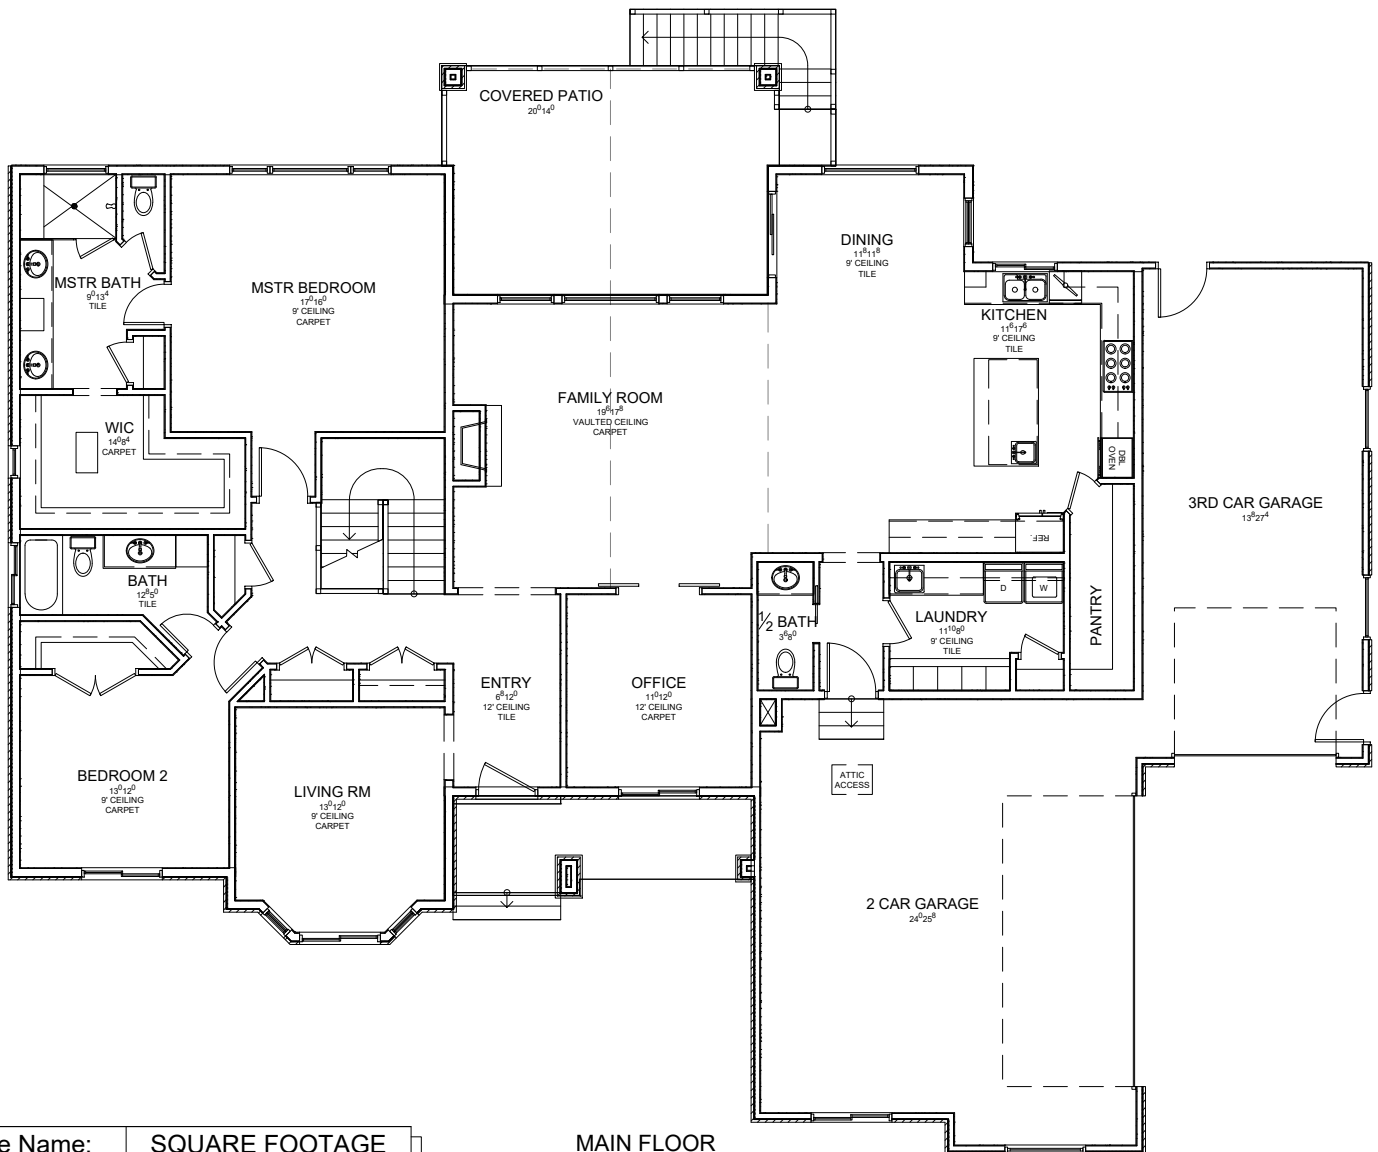 COVERED PATIO
20⁰14⁰
MSTR BATH
9⁰13⁴
TILE
MSTR BEDROOM
17⁰16⁰
9' CEILING
CARPET
DINING
11⁸11⁸
9' CEILING
TILE
KITCHEN
11⁶17⁶
9' CEILING
TILE
FAMILY ROOM
19⁶17⁸
VAULTED CEILING
CARPET
WIC
14⁰8⁴
CARPET
DBL
OVEN
3RD CAR GARAGE
13⁸27⁴
REF.
BATH
12⁸5⁰
TILE
1/2 BATH
3⁶8⁰
D
W
LAUNDRY
11¹⁰8⁰
9' CEILING
TILE
PANTRY
ENTRY
6⁸12⁰
12' CEILING
TILE
OFFICE
11⁰12⁰
12' CEILING
CARPET
BEDROOM 2
13⁰12⁰
9' CEILING
CARPET
LIVING RM
13⁰12⁰
9' CEILING
CARPET
ATTIC
ACCESS
2 CAR GARAGE
24⁰25⁸
e Name:
SQUARE FOOTAGE
MAIN FLOOR